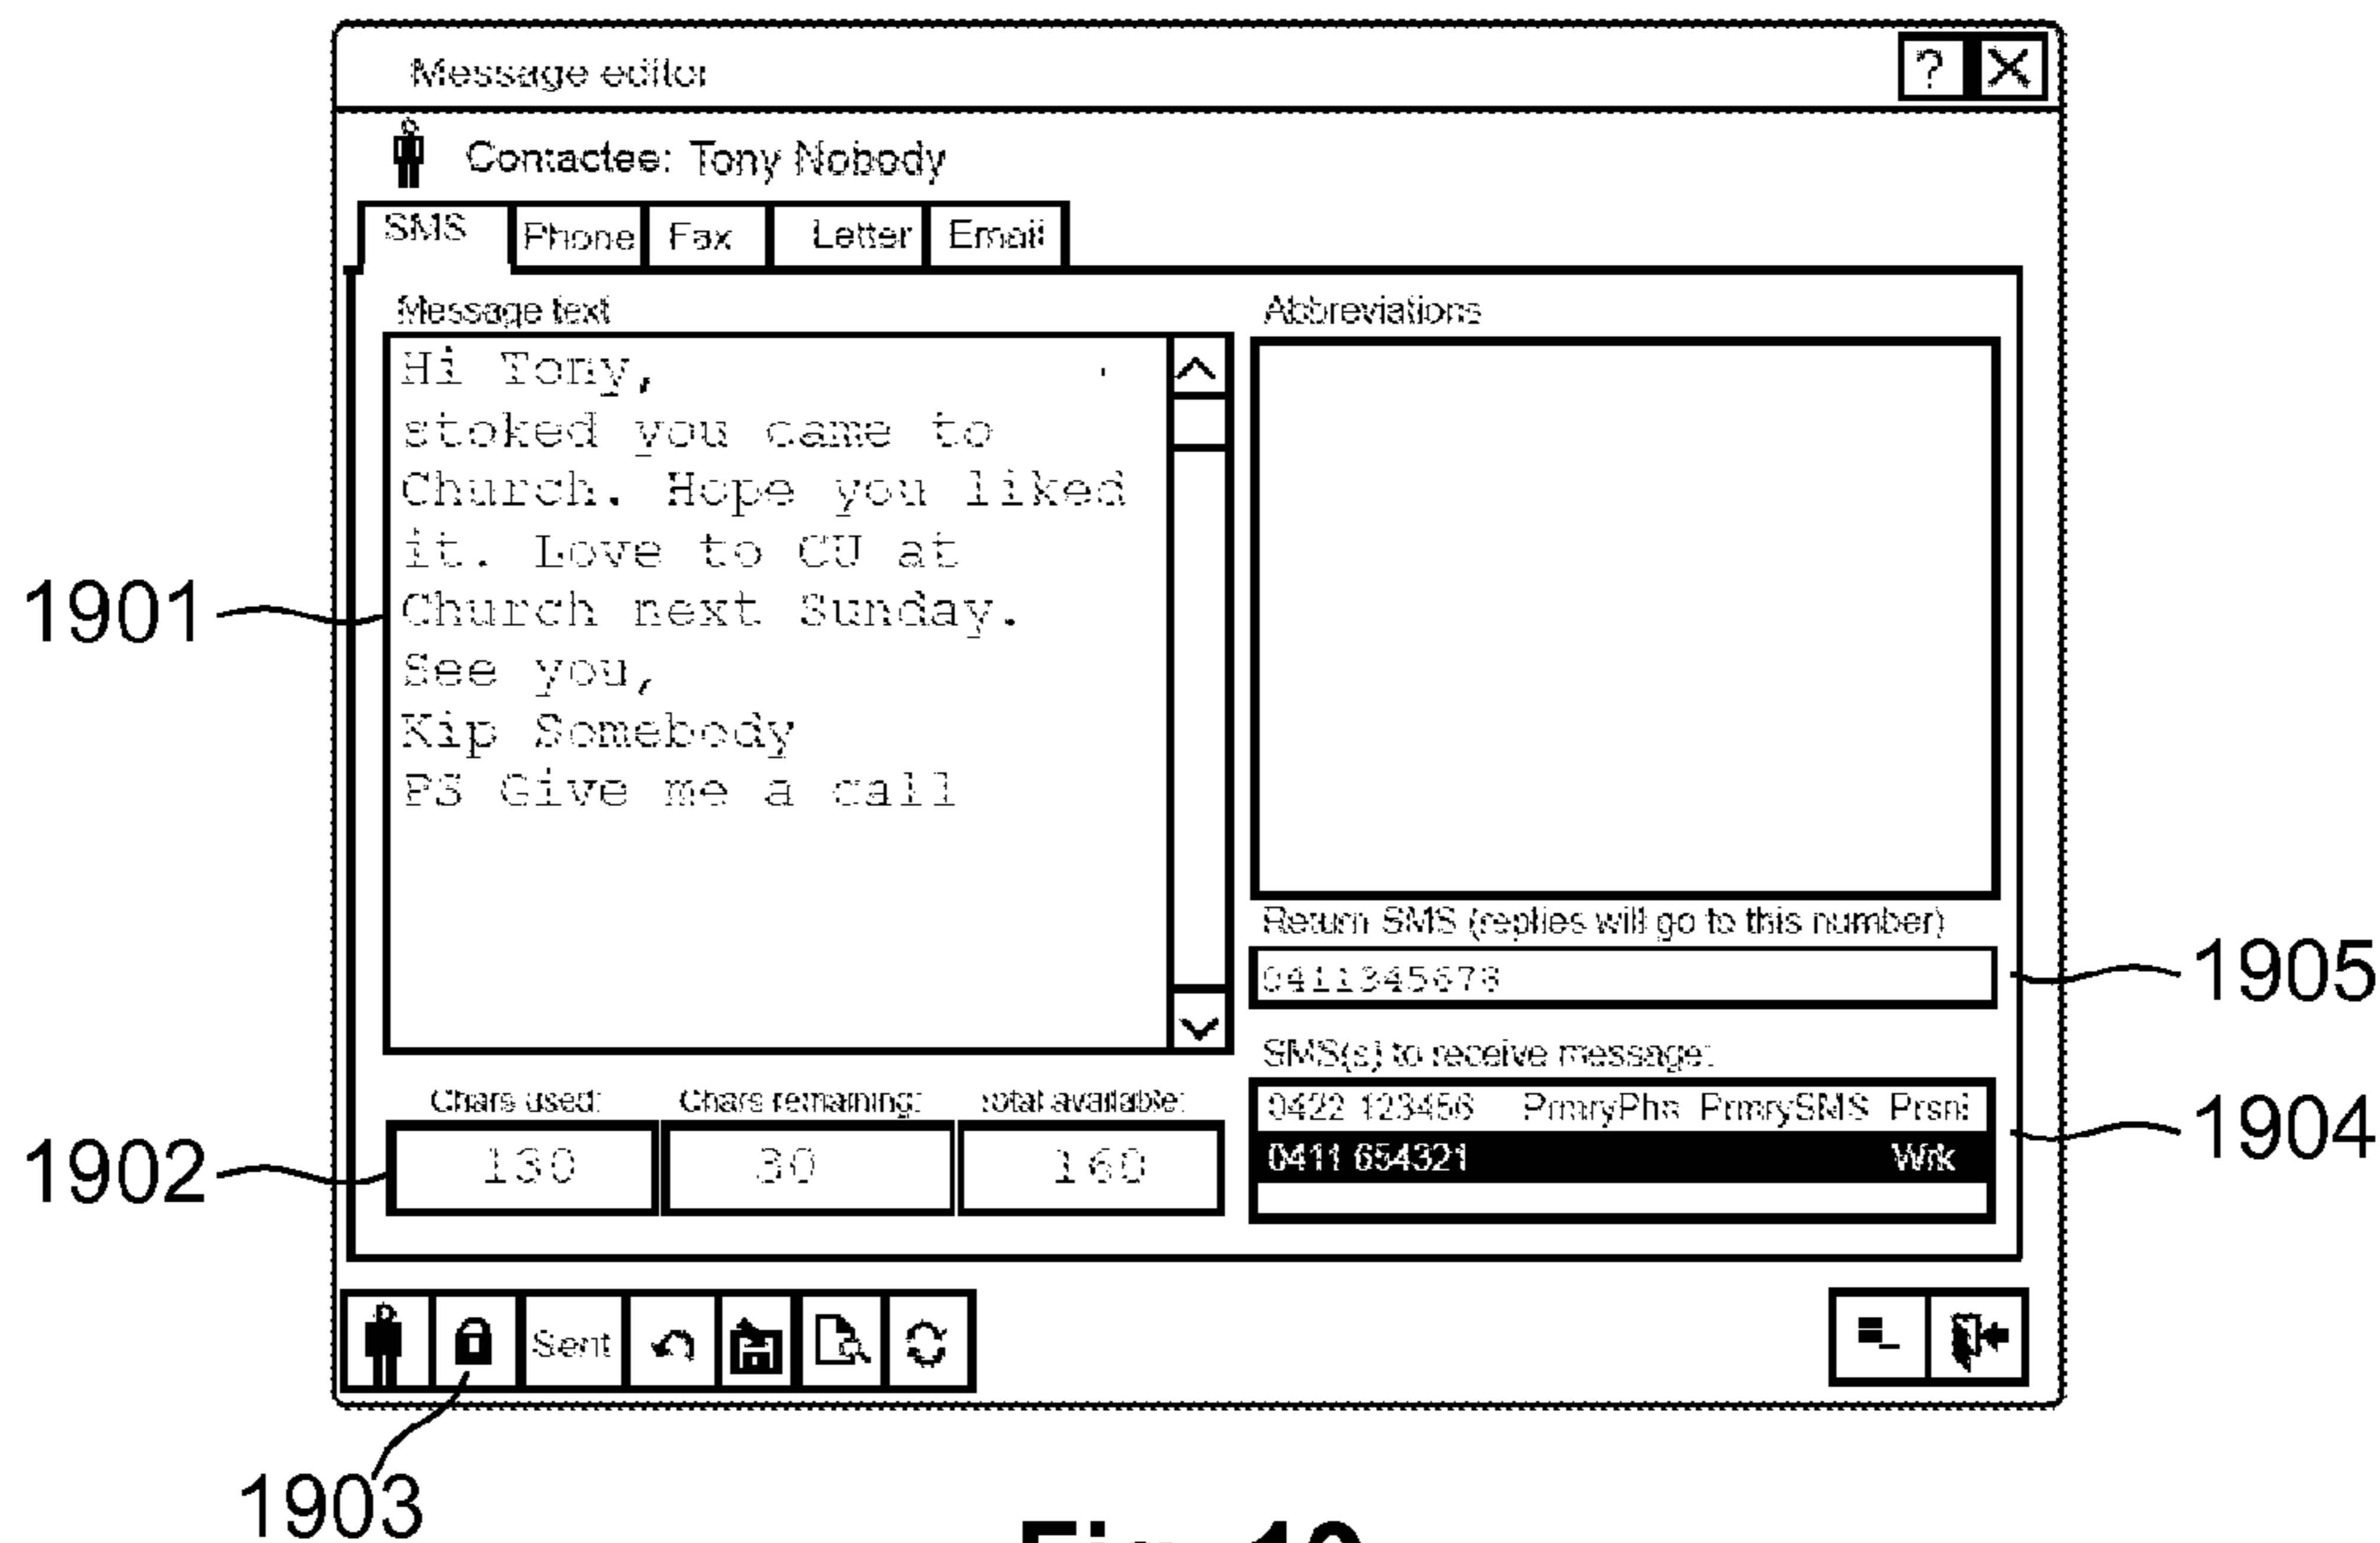 Message editor ? X
Contactee: Tony Nobody
SMS Phone Fax Letter Email
Message text
Hi Tony,
stoked you came to
Church. Hope you liked
it. Love to CU at
Church next Sunday.
See you,
Kip Somebody
PS Give me a call
Abbreviations
Return SMS (replies will go to this number)
0411345678
SMS(s) to receive message:
0422 123456 PrmryPhn PrmrySMS Prsnl
0411 654321 Wrk
Chars used: Chars remaining: Total available:
130 30 160
Sent
1901
1902
1903
1904
1905